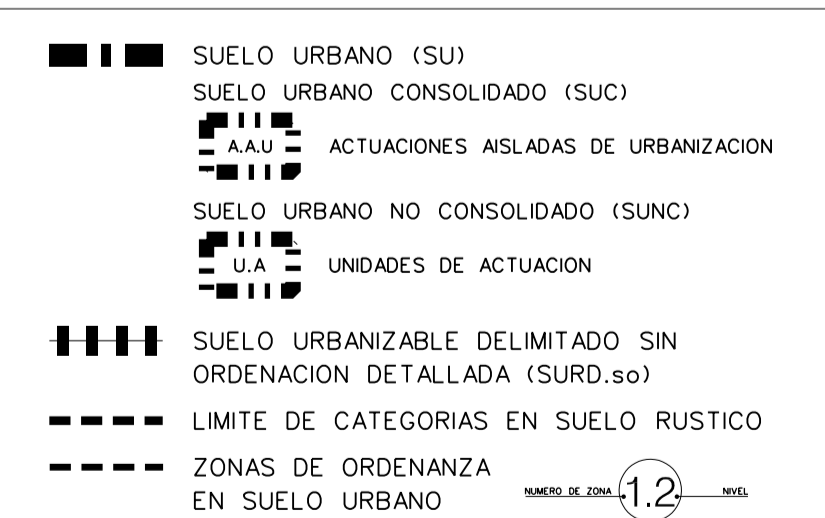 SUELO URBANO (SU)
SUELO URBANO CONSOLIDADO (SUC)
A.A.U ACTUACIONES AISLADAS DE URBANIZACION
SUELO URBANO NO CONSOLIDADO (SUNC)
U.A UNIDADES DE ACTUACION
SUELO URBANIZABLE DELIMITADO SIN
ORDENACION DETALLADA (SURD.so)
LIMITE DE CATEGORIAS EN SUELO RUSTICO
ZONAS DE ORDENANZA
EN SUELO URBANO NUMERO DE ZONA 1.2 NIVEL